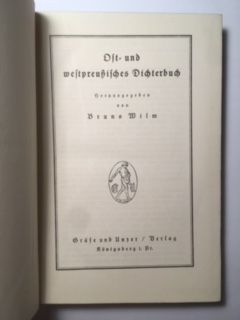 Ost- und
westpreußisches Dichterbuch
Herausgegeben
von
Bruno Wilm
Gräfe und Unzer / Verlag
Königsberg i. Pr.